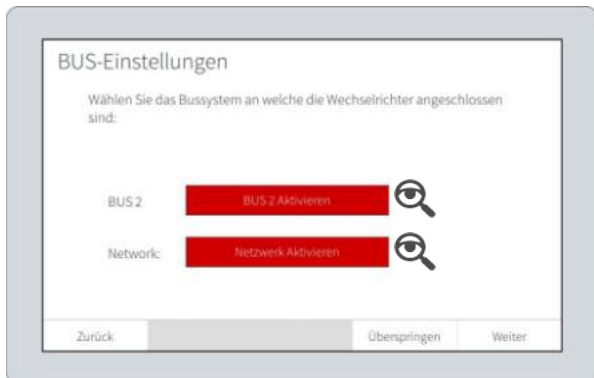 BUS-Einstellungen
Wählen Sie das Bussystem an welche die Wechselrichter angeschlossen
sind:
BUS 2
BUS 2 Aktivieren
Network:
Netzwerk Aktivieren
Zurück
Überspringen
Weiter